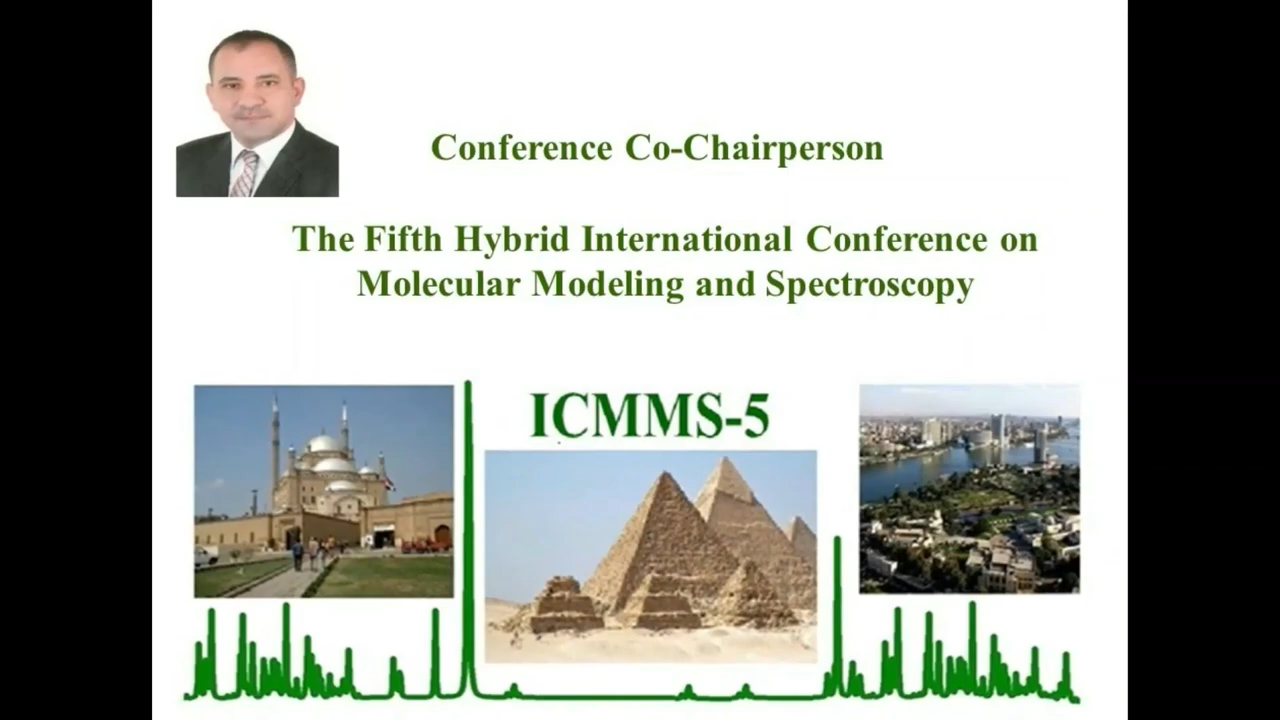 Conference Co-Chairperson
The Fifth Hybrid International Conference on
Molecular Modeling and Spectroscopy
ICMMS-5